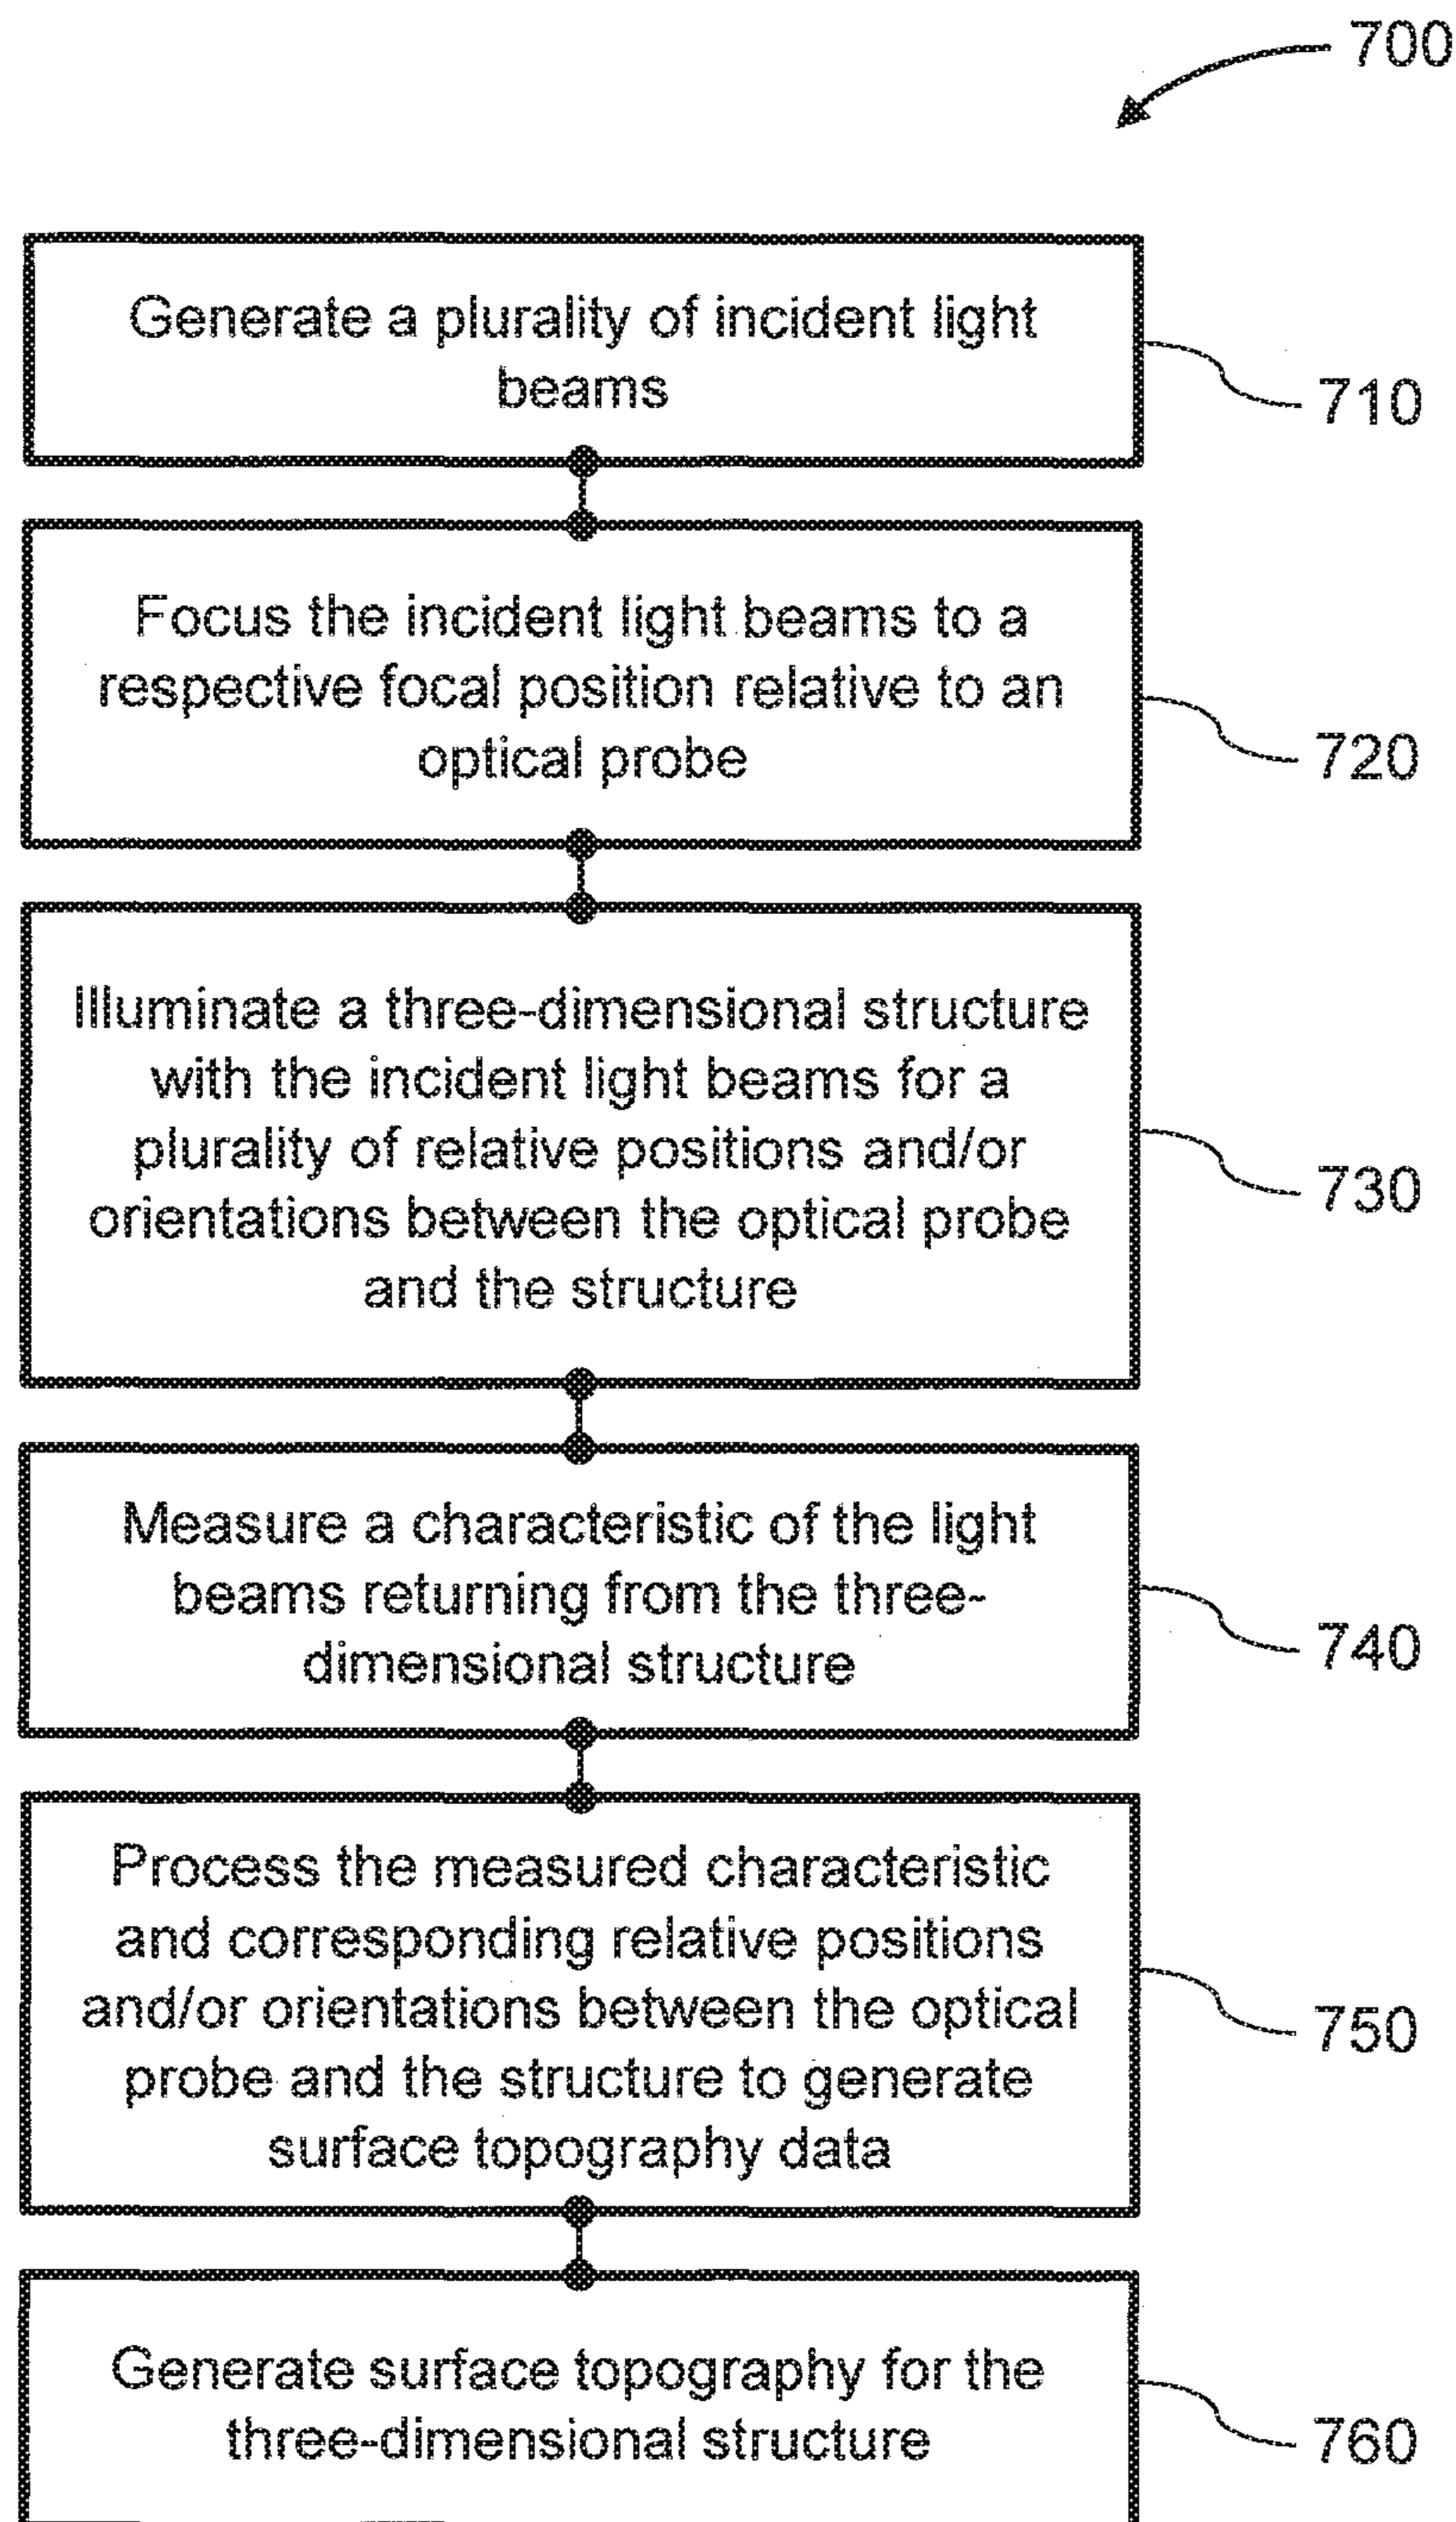 700
Generate a plurality of incident light
beams
710
Focus the incident light beams to a
respective focal position relative to an
optical probe
720
Illuminate a three-dimensional structure
with the incident light beams for a
plurality of relative positions and/or
orientations between the optical probe
and the structure
730
Measure a characteristic of the light
beams returning from the three-
dimensional structure
740
Process the measured characteristic
and corresponding relative positions
and/or orientations between the optical
probe and the structure to generate
surface topography data
750
Generate surface topography for the
three-dimensional structure
760